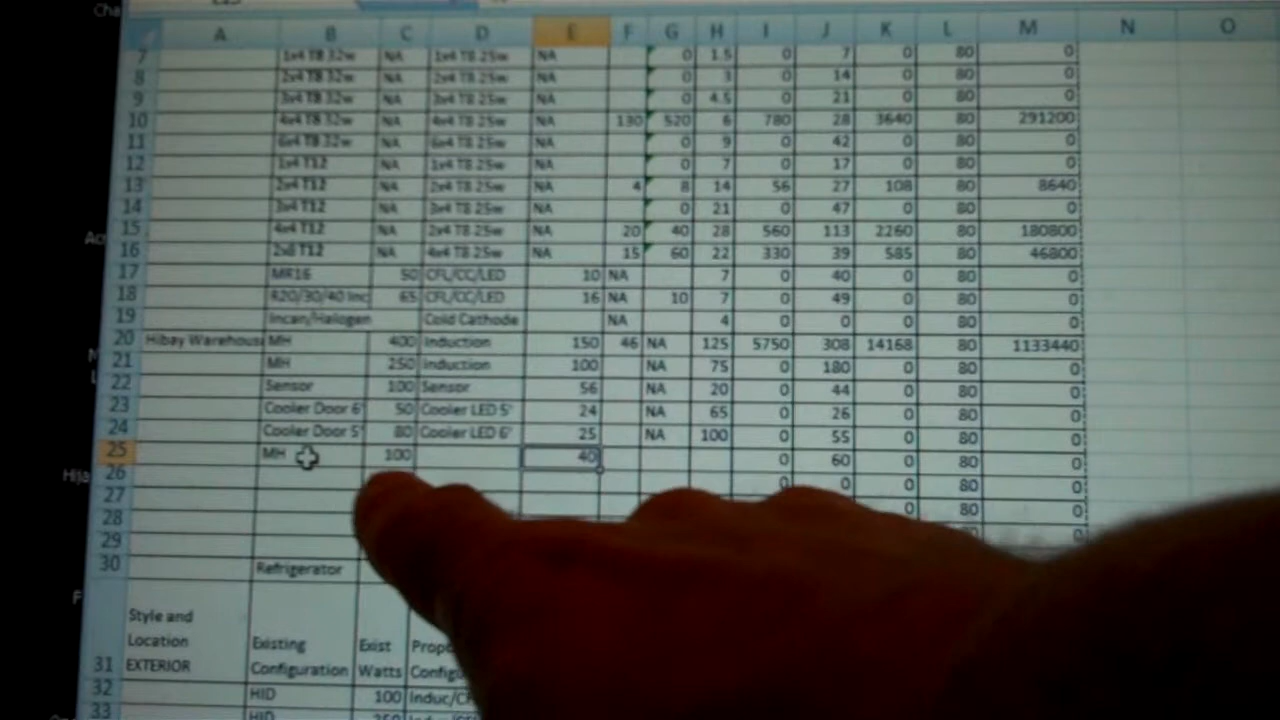 A B C D E F G H I J K L M N O
7 1x4 T8 32w NA 1x4 T8 25w NA 0 1.5 0 7 0 80 0
8 2x4 T8 32w NA 2x4 T8 25w NA 0 3 0 14 0 80 0
9 3x4 T8 32w NA 3x4 T8 25w NA 0 4.5 0 21 0 80 0
10 4x4 T8 32w NA 4x4 T8 25w NA 130 520 6 780 28 3640 80 291200
11 6x4 T8 32w NA 6x4 T8 25w NA 0 9 0 42 0 80 0
12 1x4 T12 NA 1x4 T8 25w NA 0 7 0 17 0 80 0
13 2x4 T12 NA 2x4 T8 25w NA 4 8 14 56 27 108 80 8640
14 3x4 T12 NA 3x4 T8 25w NA 0 21 0 47 0 80 0
15 4x4 T12 NA 2x4 T8 25w NA 20 40 28 560 113 2260 80 180800
16 2x8 T12 NA 4x4 T8 25w NA 15 60 22 330 39 585 80 46800
17 MR16 50 CFL/CC/LED 10 NA 7 0 40 0 80 0
18 R20/30/40 Inc 65 CFL/CC/LED 16 NA 10 7 0 49 0 80 0
19 Incan/Halogen Cold Cathode NA 4 0 0 0 80 0
20 Hibay Warehous MH 400 Induction 150 46 NA 125 5750 308 14168 80 1133440
21 MH 250 Induction 100 NA 75 0 180 0 80 0
22 Sensor 100 Sensor 56 NA 20 0 44 0 80 0
23 Cooler Door 6' 50 Cooler LED 5' 24 NA 65 0 26 0 80 0
24 Cooler Door 5' 80 Cooler LED 6' 25 NA 100 0 55 0 80 0
25 MH 100 40 0 60 0 80 0
26 0 0 0 80 0
27 0 80 0
28 80 0
29
30 Refrigerator
Style and
Location Existing Exist Propo
31 EXTERIOR Configuration Watts Config
32 HID 100 Induc/CF
33 HID